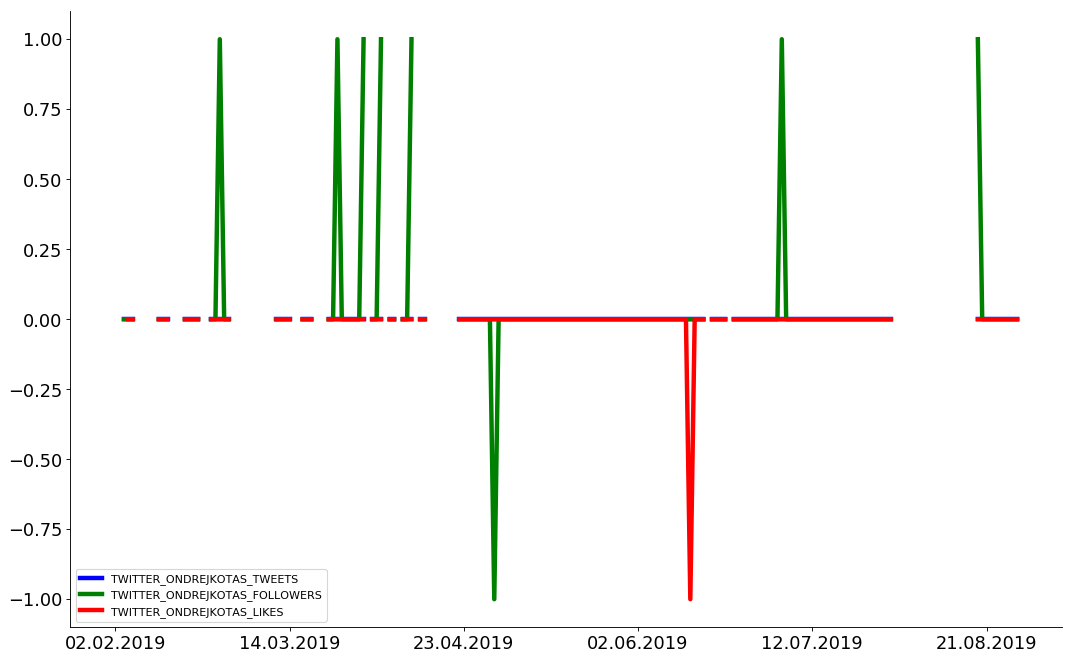 1.00
0.75
0.50
0.25
0.00
−0.25
−0.50
−0.75
−1.00
TWITTER_ONDREJKOTAS_TWEETS
TWITTER_ONDREJKOTAS_FOLLOWERS
TWITTER_ONDREJKOTAS_LIKES
02.02.2019 14.03.2019 23.04.2019 02.06.2019 12.07.2019 21.08.2019